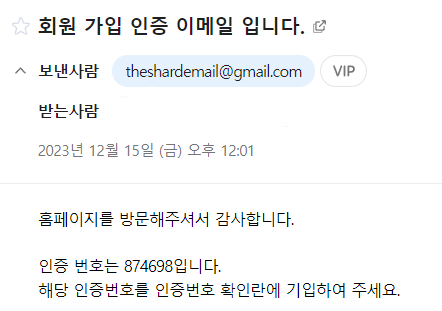 회원 가입 인증 이메일 입니다.
보낸사람 theshardemail@gmail.com VIP
받는사람
2023년 12월 15일 (금) 오후 12:01
홈페이지를 방문해주셔서 감사합니다.
인증 번호는 874698입니다.
해당 인증번호를 인증번호 확인란에 기입하여 주세요.